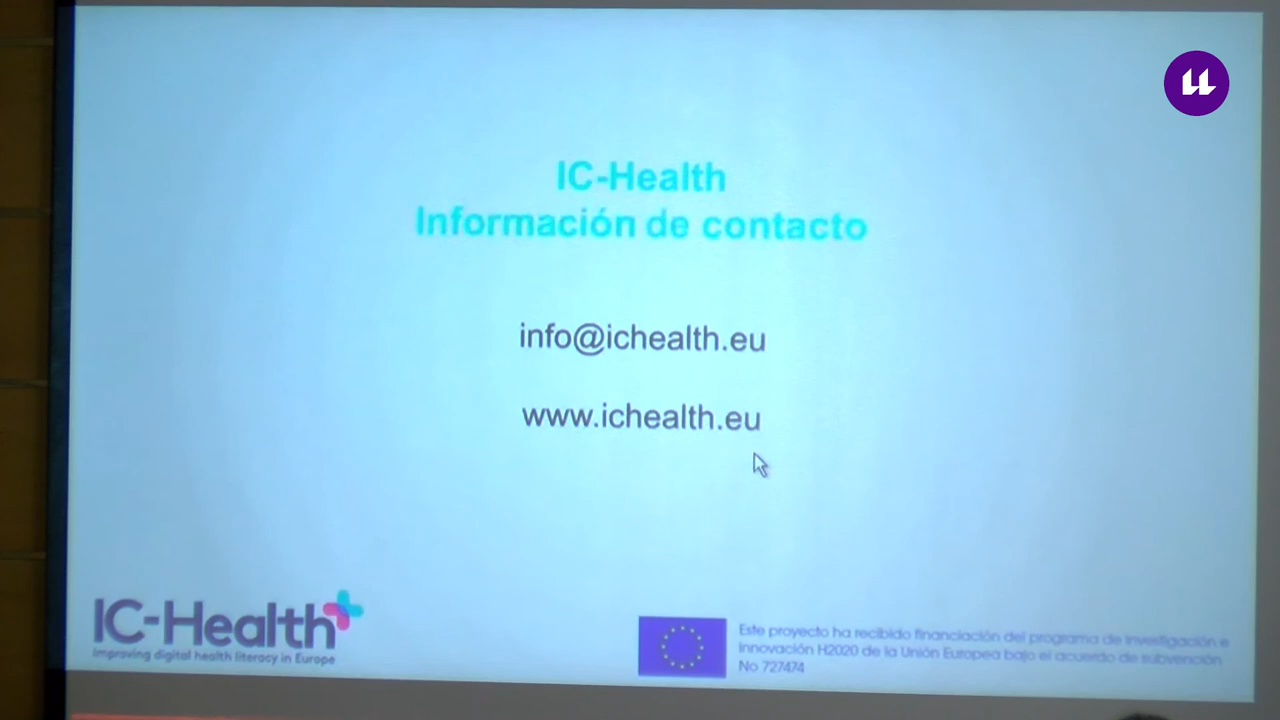 IC-Health
Información de contacto
info@ichealth.eu
www.ichealth.eu
IC-Health
Improving digital health literacy in Europe
Este proyecto ha recibido financiación del programa de Investigación e
Innovación H2020 de la Unión Europea bajo el acuerdo de subvención
No 727474